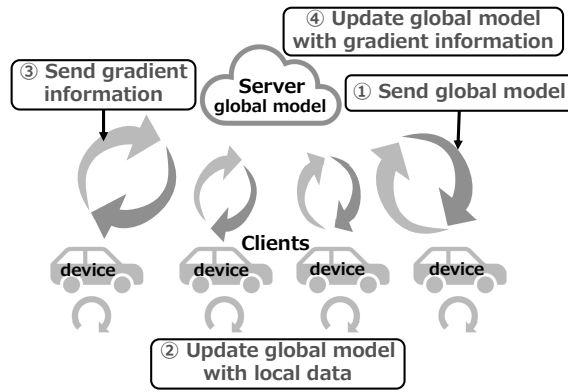 ④ Update global model
with gradient information
③ Send gradient
information
Server
global model
① Send global model
Clients
device
device
device
device
② Update global model
with local data